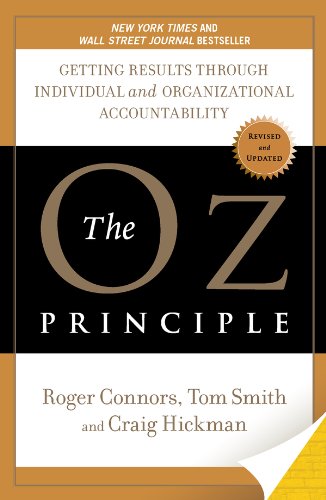 NEW YORK TIMES AND
WALL STREET JOURNAL BESTSELLER
GETTING RESULTS THROUGH
INDIVIDUAL and ORGANIZATIONAL
ACCOUNTABILITY
REVISED
and
UPDATED
The
OZ
PRINCIPLE
Roger Connors, Tom Smith
and Craig Hickman